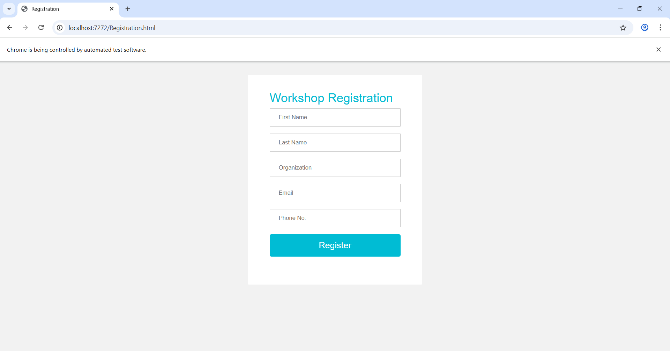 Registration
localhost:7272/Registration.html
Chrome is being controlled by automated test software.
Workshop Registration
First Name
Last Name
Organization
Email
Phone No.
Register